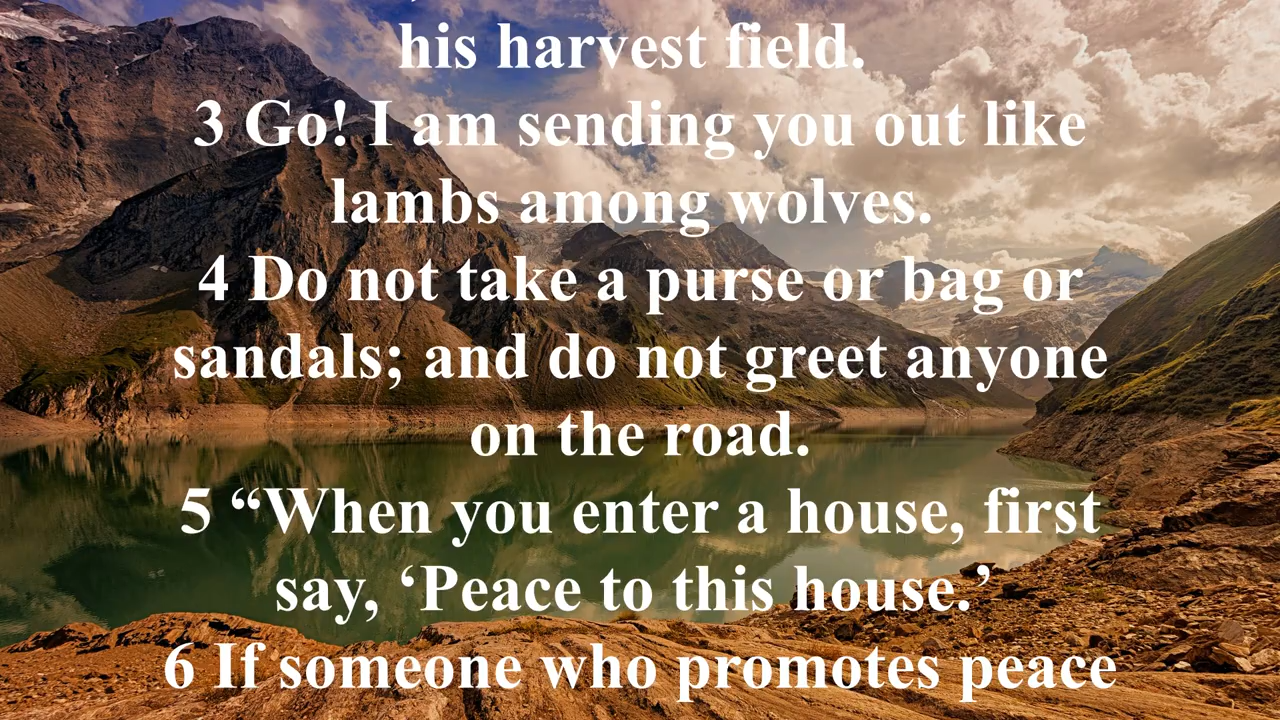 his harvest field.
3 Go! I am sending you out like
lambs among wolves.
4 Do not take a purse or bag or
sandals; and do not greet anyone
on the road.
5 “When you enter a house, first
say, ‘Peace to this house.’
6 If someone who promotes peace